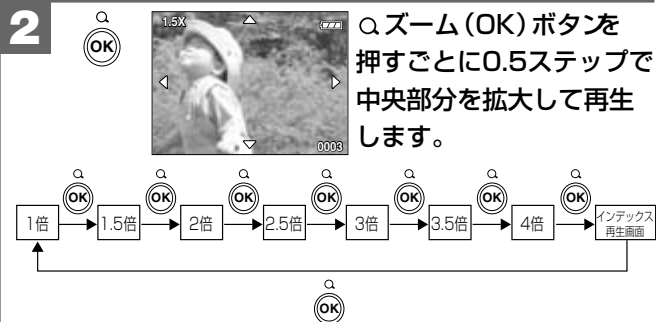 2
OK
1.5X
0003
ズーム（OK）ボタンを
押すごとに0.5ステップで
中央部分を拡大して再生
します。
OK OK OK OK OK OK OK
1倍 1.5倍 2倍 2.5倍 3倍 3.5倍 4倍 インデックス
再生画面
OK